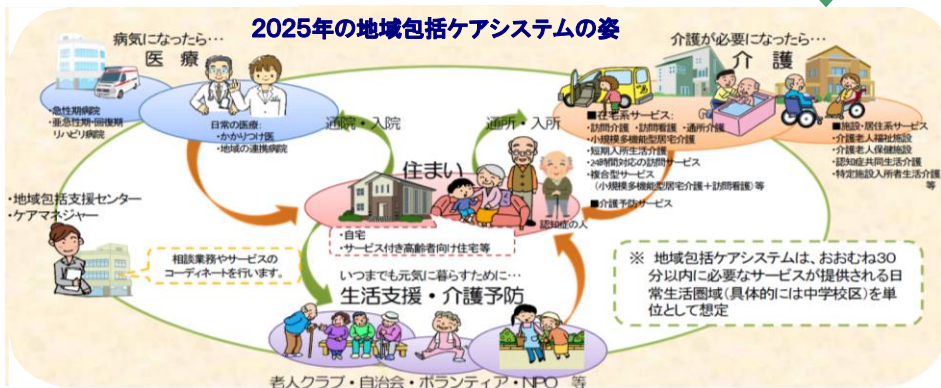 2025年の地域包括ケアシステムの姿
病気になったら…
医療
・急性期病院
・亜急性期・回復期
リハビリ病院
日常の医療:
・かかりつけ医
・地域の連携病院
通院・入院
通所・入所
介護が必要になったら…
介護
■在宅系サービス:
・訪問介護・訪問看護・通所介護
・小規模多機能型居宅介護
・短期入所生活介護
・24時間対応の訪問サービス
・複合型サービス
(小規模多機能型居宅介護+訪問看護)等
■介護予防サービス
■施設・居住系サービス
・介護老人福祉施設
・介護老人保健施設
・認知症共同生活介護
・特定施設入所者生活介護
等
住まい
・自宅
・サービス付き高齢者向け住宅等
認知症の人
・地域包括支援センター
・ケアマネジャー
相談業務やサービスの
コーディネートを行います。
いつまでも元気に暮らすために…
生活支援・介護予防
老人クラブ・自治会・ボランティア・NPO 等
※ 地域包括ケアシステムは、おおむね30
分以内に必要なサービスが提供される日
常生活圏域(具体的には中学校区)を単
位として想定